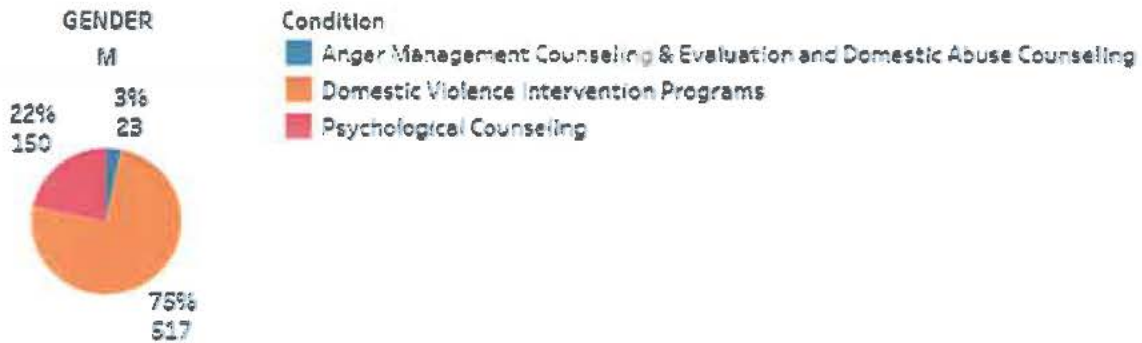 GENDER
M
3%
23
22%
150
75%
517
Condition
Anger Management Counseling & Evaluation and Domestic Abuse Counseling
Domestic Violence Intervention Programs
Psychological Counseling